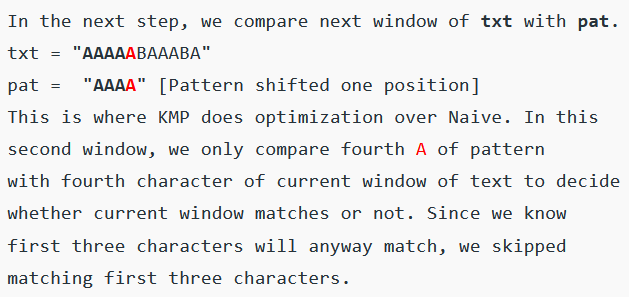 In the next step, we compare next window of txt with pat.
txt = "AAAAABAAABA"
pat =  "AAAA" [Pattern shifted one position]
This is where KMP does optimization over Naive. In this
second window, we only compare fourth A of pattern
with fourth character of current window of text to decide
whether current window matches or not. Since we know
first three characters will anyway match, we skipped
matching first three characters.